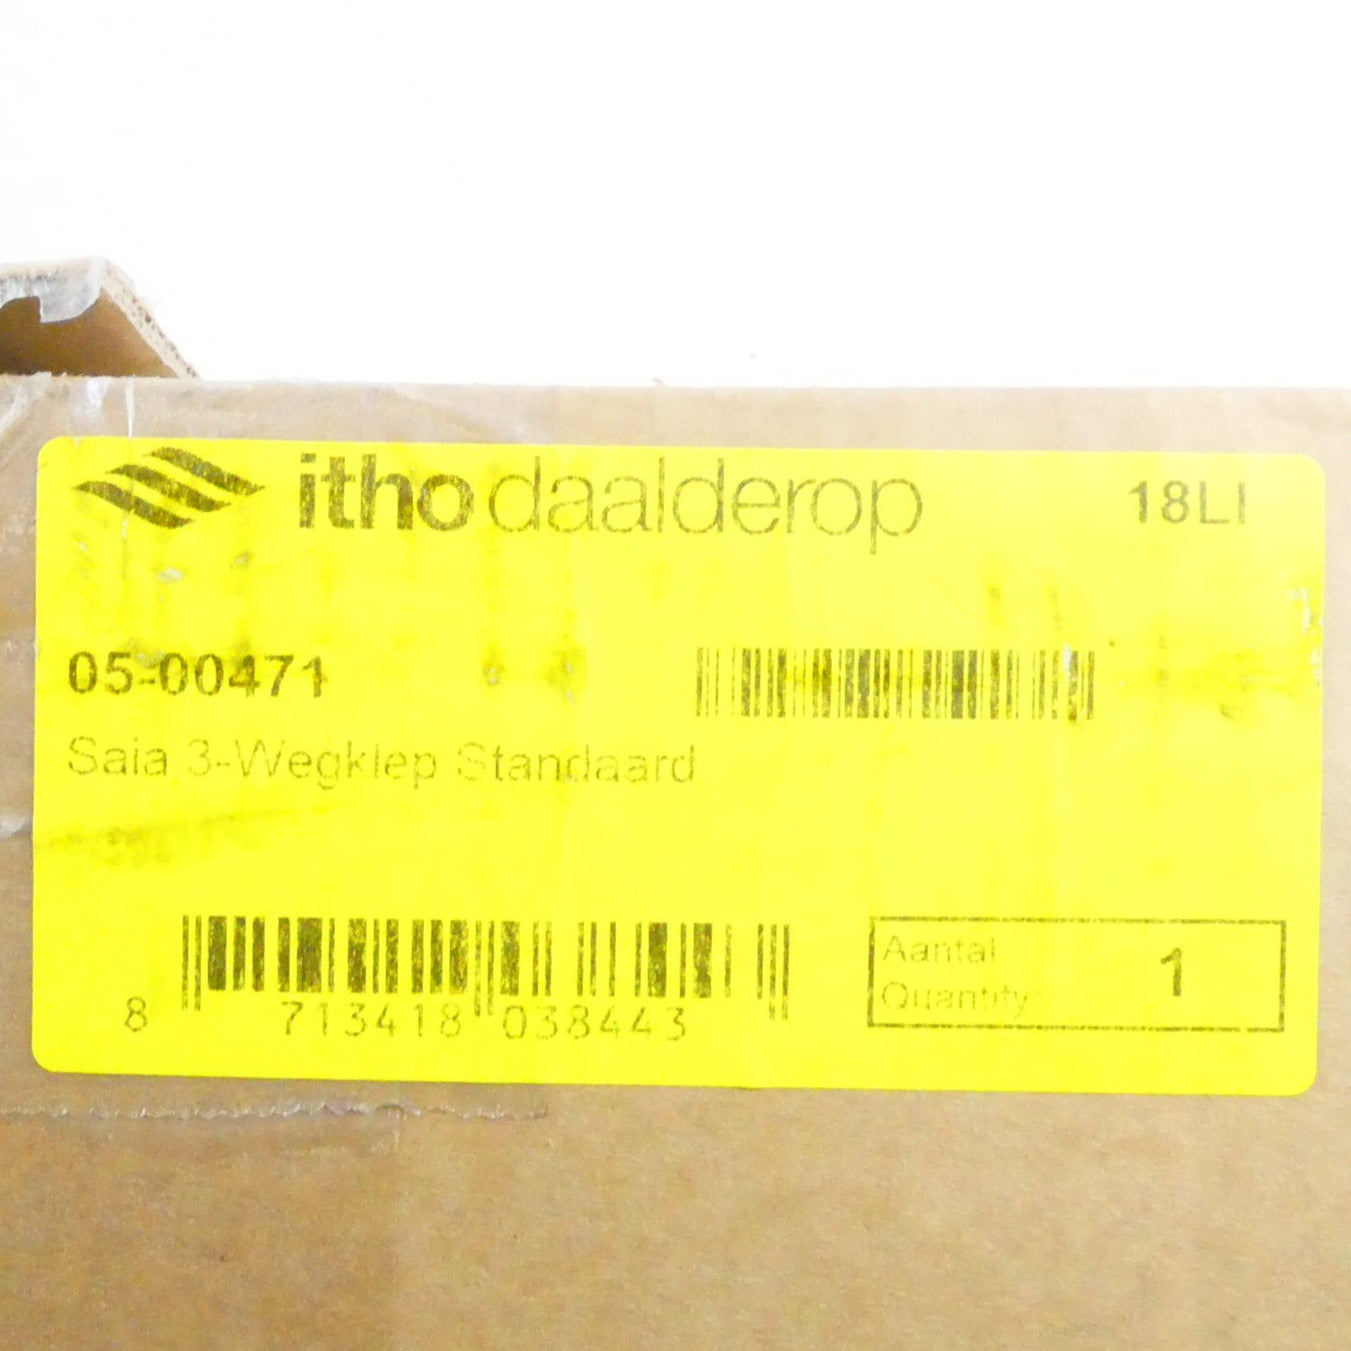 itho daalderop
18LI
05-00471
Saia 3-Wegklep Standaard
8 713418 038443
Aantal:
Quantity:
1